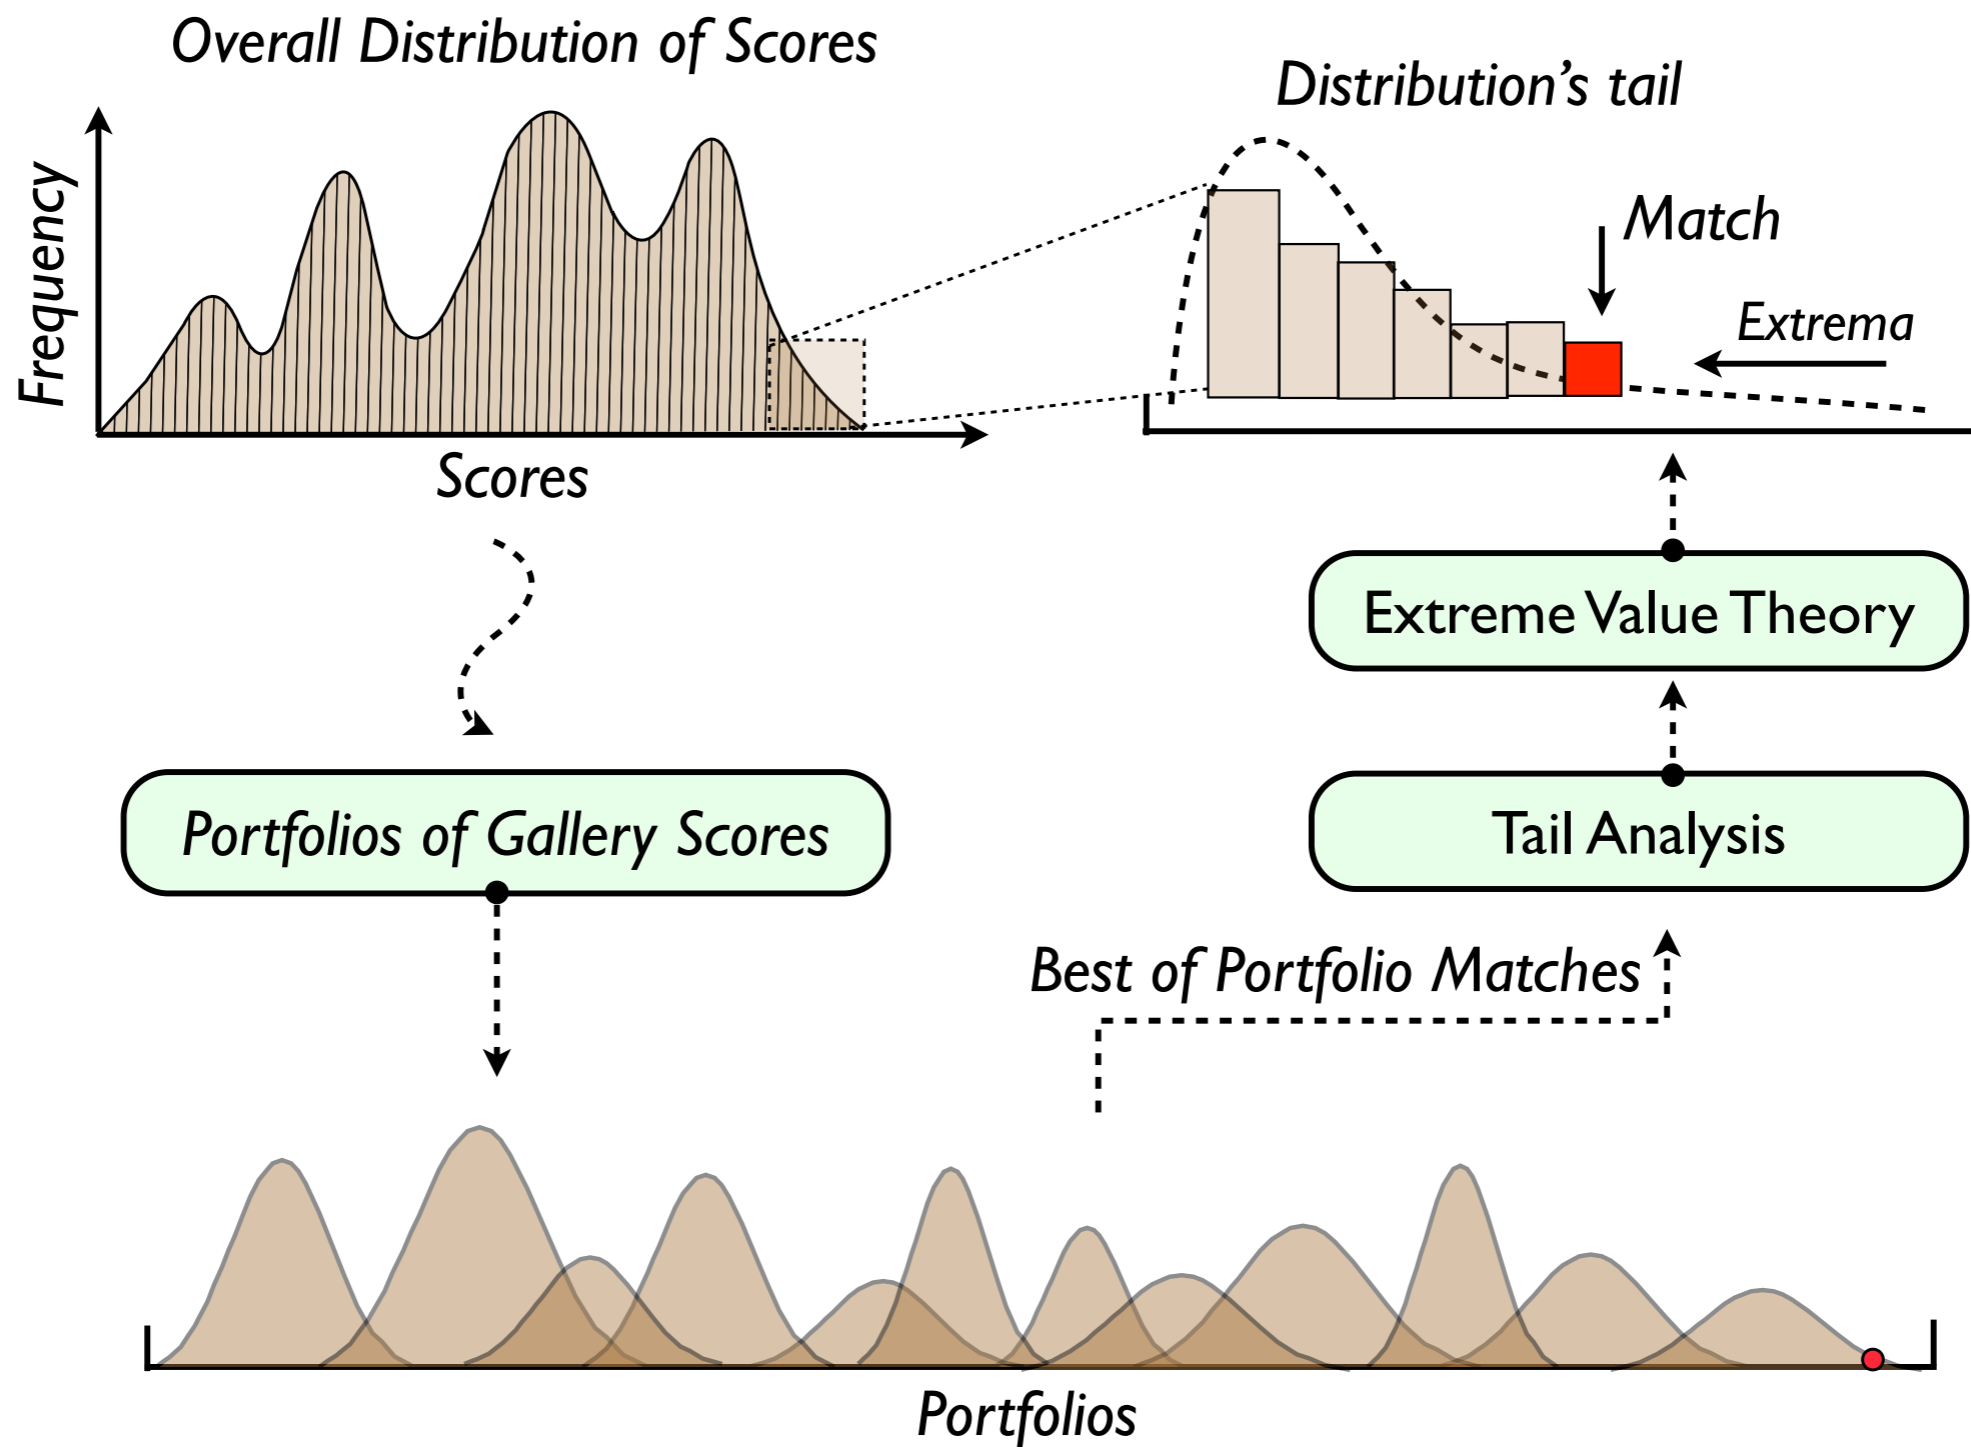 Overall Distribution of Scores
Distribution's tail
Frequency
Match
Extrema
Scores
Extreme Value Theory
Portfolios of Gallery Scores
Tail Analysis
Best of Portfolio Matches
Portfolios